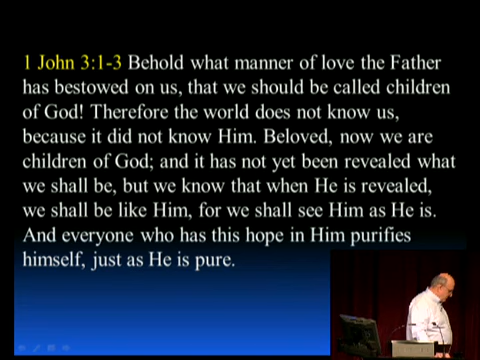 1 John 3:1-3 Behold what manner of love the Father
has bestowed on us, that we should be called children
of God! Therefore the world does not know us,
because it did not know Him. Beloved, now we are
children of God; and it has not yet been revealed what
we shall be, but we know that when He is revealed,
we shall be like Him, for we shall see Him as He is.
And everyone who has this hope in Him purifies
himself, just as He is pure.